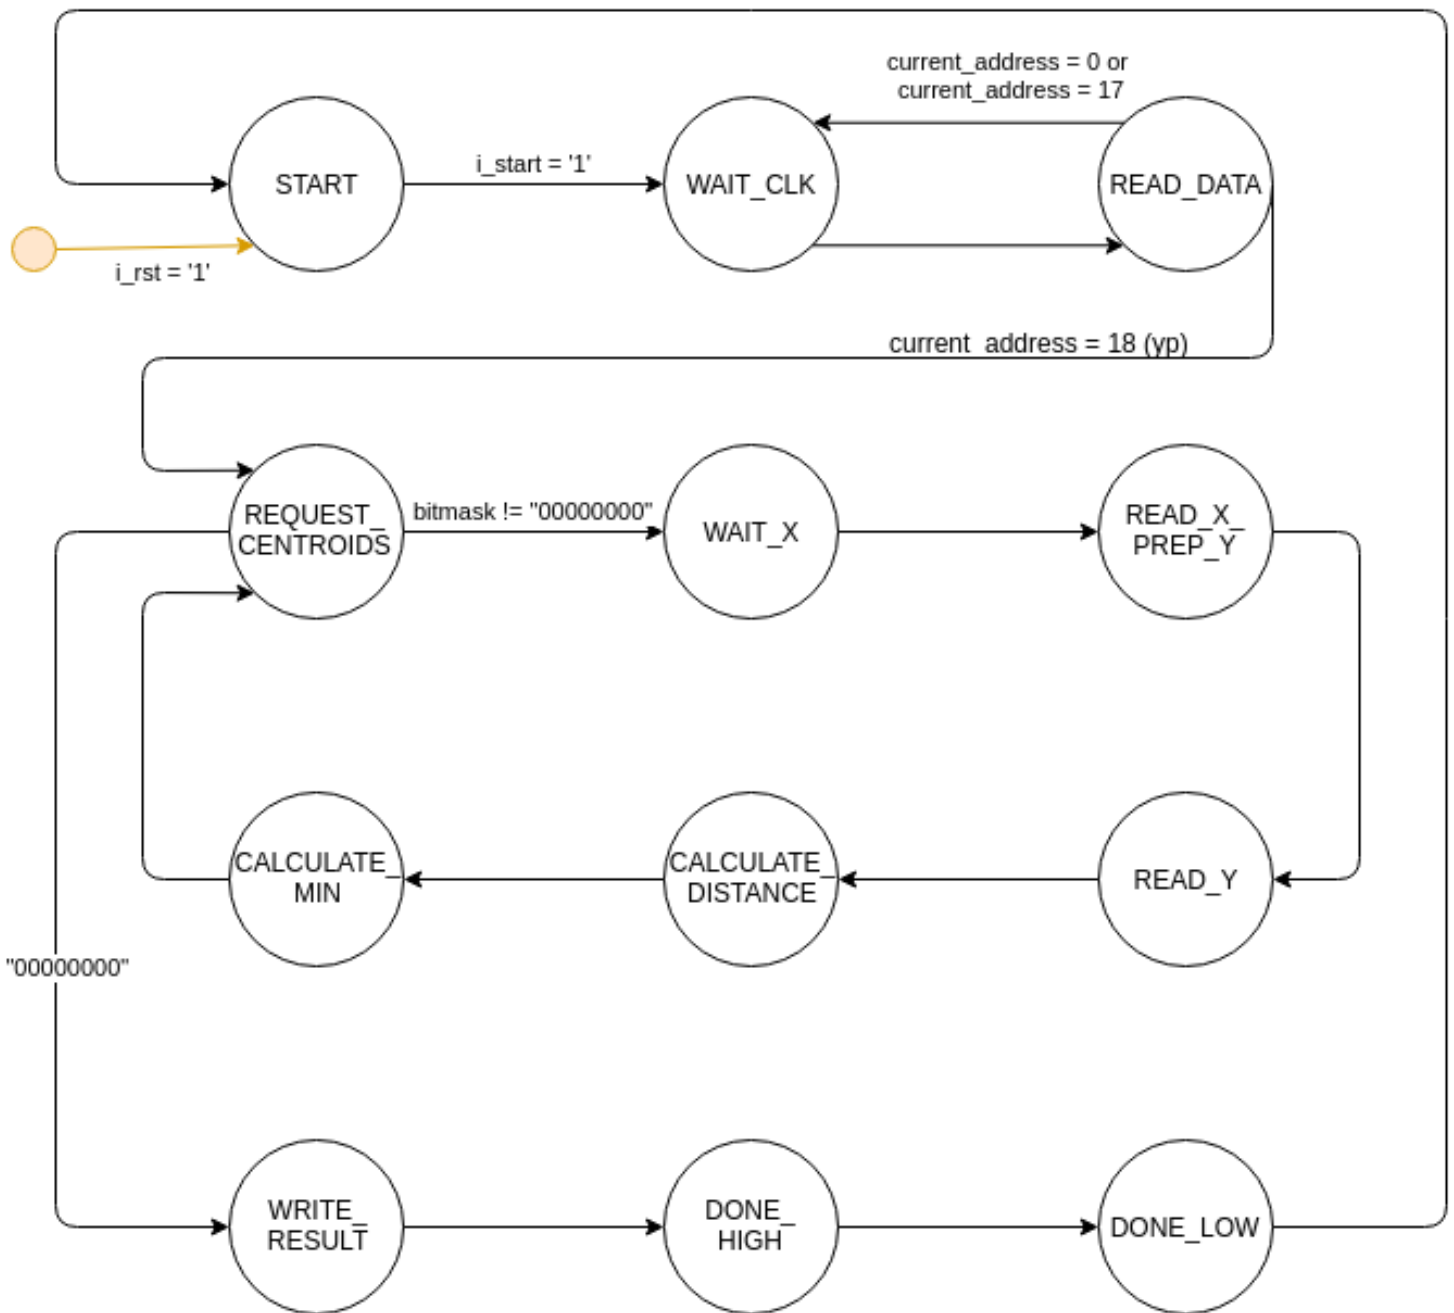 current_address = 0 or
current_address = 17
START
i_start = '1'
WAIT_CLK
READ_DATA
i_rst = '1'
current_address = 18 (yp)
REQUEST_
CENTROIDS
bitmask != "00000000"
WAIT_X
READ_X_
PREP_Y
CALCULATE_
MIN
CALCULATE_
DISTANCE
READ_Y
"00000000"
WRITE_
RESULT
DONE_
HIGH
DONE_LOW